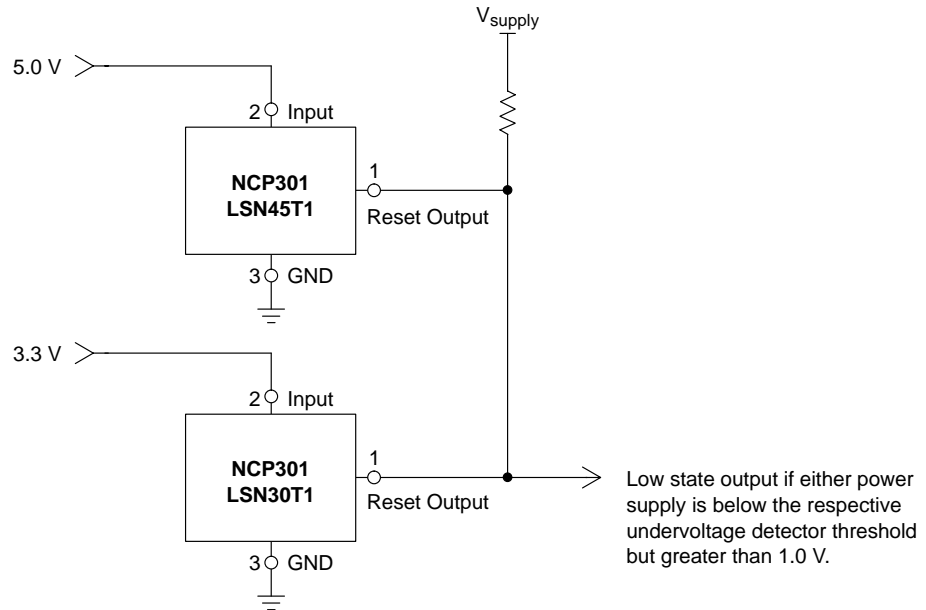 Vsupply
5.0 V
2 Input
NCP301
LSN45T1
1
Reset Output
3 GND
3.3 V
2 Input
NCP301
LSN30T1
1
Reset Output
3 GND
Low state output if either power
supply is below the respective
undervoltage detector threshold
but greater than 1.0 V.